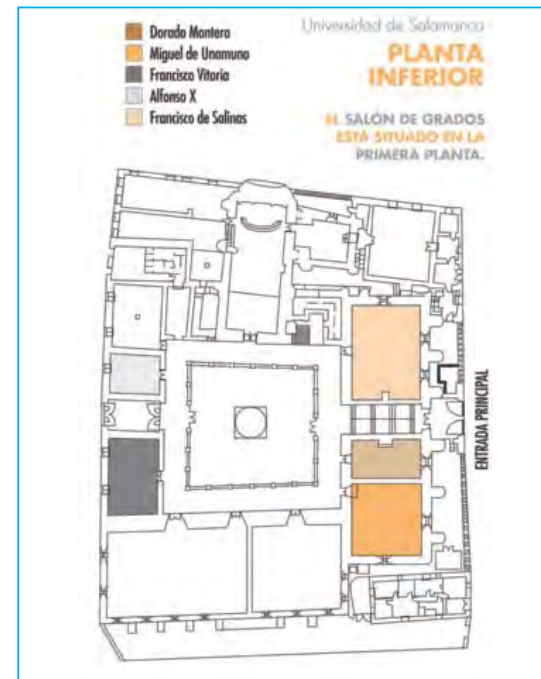 Dorado Montero
Miguel de Unamuno
Francisco Vitoria
Alfonso X
Francisco de Salinas
Universidad de Salamanca
PLANTA
INFERIOR
EL SALÓN DE GRADOS
ESTÁ SITUADO EN LA
PRIMERA PLANTA.
ENTRADA PRINCIPAL